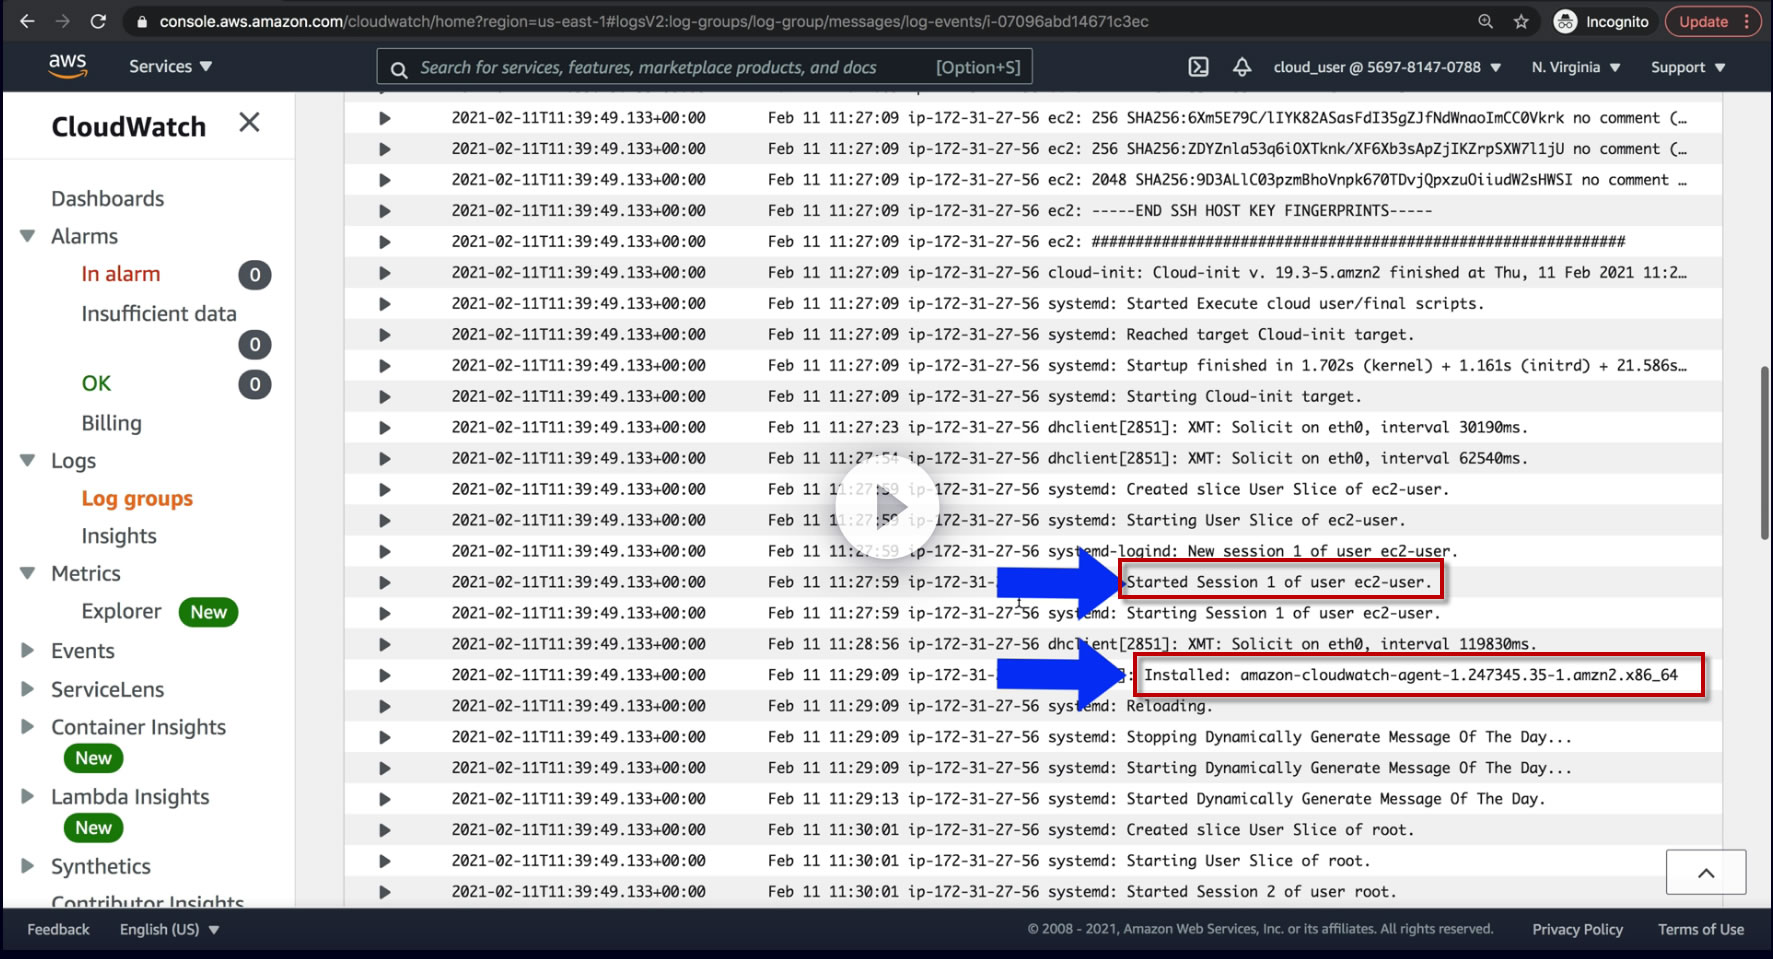 console.aws.amazon.com/cloudwatch/home?region=us-east-1#logsV2:log-groups/log-group/messages/log-events/i-07096abd14671c3ec
Incognito
Update
aws
Services
Search for services, features, marketplace products, and docs [Option+S]
cloud_user @ 5697-8147-0788
N. Virginia
Support
CloudWatch
Dashboards
Alarms
In alarm 0
Insufficient data
0
OK 0
Billing
Logs
Log groups
Insights
Metrics
Explorer New
Events
ServiceLens
Container Insights
New
Lambda Insights
New
Synthetics
Contributor Insights
2021-02-11T11:39:49.133+00:00 Feb 11 11:27:09 ip-172-31-27-56 ec2: 256 SHA256:6Xm5E79C/lIYK82ASasFdI35gZJfNdWnaoImCC0Vkrk no comment (…
2021-02-11T11:39:49.133+00:00 Feb 11 11:27:09 ip-172-31-27-56 ec2: 256 SHA256:ZDYZnla53q6iOXTknk/XF6Xb3sApZjIKZrpSXW7l1jU no comment (…
2021-02-11T11:39:49.133+00:00 Feb 11 11:27:09 ip-172-31-27-56 ec2: 2048 SHA256:9D3ALlC03pzmBhoVnpk670TDvjQpxzuOiiudW2sHWSI no comment …
2021-02-11T11:39:49.133+00:00 Feb 11 11:27:09 ip-172-31-27-56 ec2: -----END SSH HOST KEY FINGERPRINTS-----
2021-02-11T11:39:49.133+00:00 Feb 11 11:27:09 ip-172-31-27-56 ec2: #############################################################
2021-02-11T11:39:49.133+00:00 Feb 11 11:27:09 ip-172-31-27-56 cloud-init: Cloud-init v. 19.3-5.amzn2 finished at Thu, 11 Feb 2021 11:2…
2021-02-11T11:39:49.133+00:00 Feb 11 11:27:09 ip-172-31-27-56 systemd: Started Execute cloud user/final scripts.
2021-02-11T11:39:49.133+00:00 Feb 11 11:27:09 ip-172-31-27-56 systemd: Reached target Cloud-init target.
2021-02-11T11:39:49.133+00:00 Feb 11 11:27:09 ip-172-31-27-56 systemd: Startup finished in 1.702s (kernel) + 1.161s (initrd) + 21.586s…
2021-02-11T11:39:49.133+00:00 Feb 11 11:27:09 ip-172-31-27-56 systemd: Starting Cloud-init target.
2021-02-11T11:39:49.133+00:00 Feb 11 11:27:23 ip-172-31-27-56 dhclient[2851]: XMT: Solicit on eth0, interval 30190ms.
2021-02-11T11:39:49.133+00:00 Feb 11 11:27:54 ip-172-31-27-56 dhclient[2851]: XMT: Solicit on eth0, interval 62540ms.
2021-02-11T11:39:49.133+00:00 Feb 11 11:27:59 ip-172-31-27-56 systemd: Created slice User Slice of ec2-user.
2021-02-11T11:39:49.133+00:00 Feb 11 11:27:59 ip-172-31-27-56 systemd: Starting User Slice of ec2-user.
2021-02-11T11:39:49.133+00:00 Feb 11 11:27:59 ip-172-31-27-56 systemd-logind: New session 1 of user ec2-user.
2021-02-11T11:39:49.133+00:00 Feb 11 11:27:59 ip-172-31- Started Session 1 of user ec2-user.
2021-02-11T11:39:49.133+00:00 Feb 11 11:27:59 ip-172-31-27-56 systemd: Starting Session 1 of user ec2-user.
2021-02-11T11:39:49.133+00:00 Feb 11 11:28:56 ip-172-31-27-56 dhclient[2851]: XMT: Solicit on eth0, interval 119830ms.
2021-02-11T11:39:49.133+00:00 Feb 11 11:29:09 ip-172-31- ]: Installed: amazon-cloudwatch-agent-1.247345.35-1.amzn2.x86_64
2021-02-11T11:39:49.133+00:00 Feb 11 11:29:09 ip-172-31-27-56 systemd: Reloading.
2021-02-11T11:39:49.133+00:00 Feb 11 11:29:09 ip-172-31-27-56 systemd: Stopping Dynamically Generate Message Of The Day...
2021-02-11T11:39:49.133+00:00 Feb 11 11:29:09 ip-172-31-27-56 systemd: Starting Dynamically Generate Message Of The Day...
2021-02-11T11:39:49.133+00:00 Feb 11 11:29:13 ip-172-31-27-56 systemd: Started Dynamically Generate Message Of The Day.
2021-02-11T11:39:49.133+00:00 Feb 11 11:30:01 ip-172-31-27-56 systemd: Created slice User Slice of root.
2021-02-11T11:39:49.133+00:00 Feb 11 11:30:01 ip-172-31-27-56 systemd: Starting User Slice of root.
2021-02-11T11:39:49.133+00:00 Feb 11 11:30:01 ip-172-31-27-56 systemd: Started Session 2 of user root.
Feedback
English (US)
© 2008 - 2021, Amazon Web Services, Inc. or its affiliates. All rights reserved.
Privacy Policy
Terms of Use